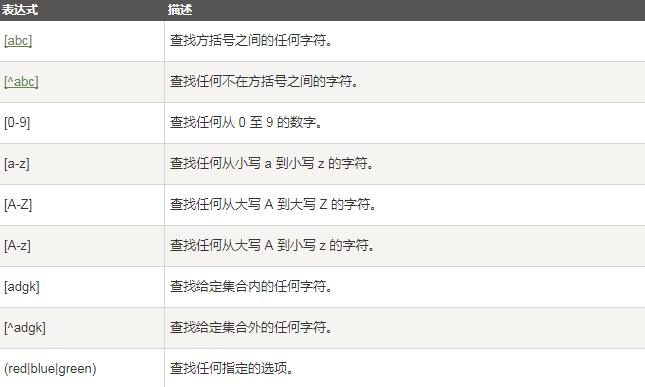 表达式 描述
[abc] 查找方括号之间的任何字符。
[^abc] 查找任何不在方括号之间的字符。
[0-9] 查找任何从 0 至 9 的数字。
[a-z] 查找任何从小写 a 到小写 z 的字符。
[A-Z] 查找任何从大写 A 到大写 Z 的字符。
[A-z] 查找任何从大写 A 到小写 z 的字符。
[adgk] 查找给定集合内的任何字符。
[^adgk] 查找给定集合外的任何字符。
(red|blue|green) 查找任何指定的选项。